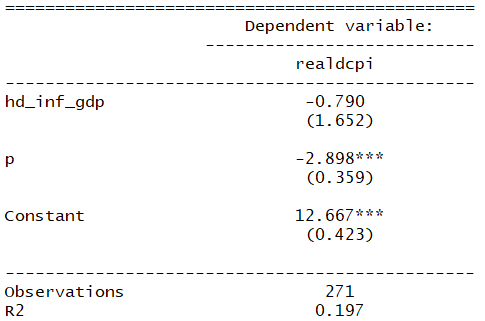 ===============================================
Dependent variable:
---------------------------
realdcpi
-----------------------------------------------
hd_inf_gdp -0.790
(1.652)
p -2.898***
(0.359)
Constant 12.667***
(0.423)
-----------------------------------------------
Observations 271
R2 0.197